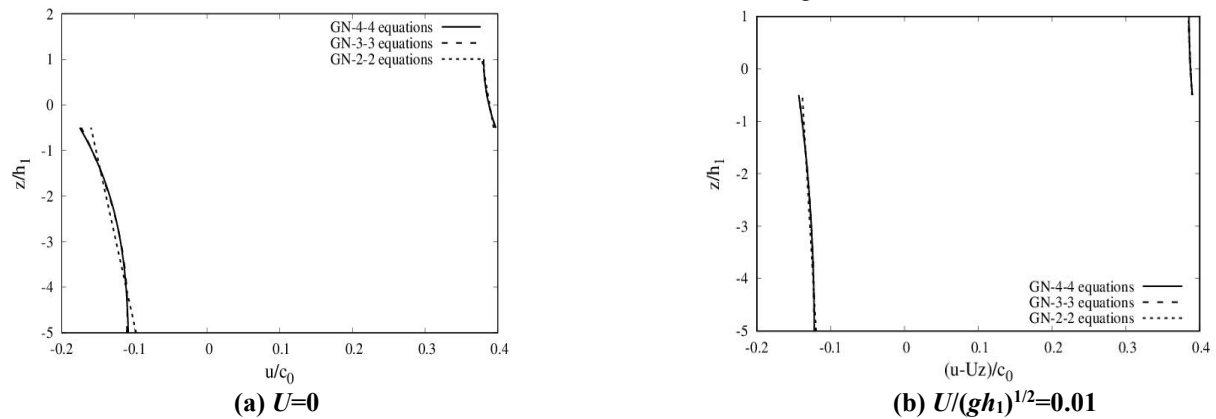 2
1
0
-1
-2
-3
-4
-5
z/h1
-0.2
-0.1
0
0.1
0.2
0.3
0.4
u/c0
GN-4-4 equations
GN-3-3 equations
GN-2-2 equations
(a) U=0
1
0
-1
-2
-3
-4
-5
z/h1
-0.2
-0.1
0
0.1
0.2
0.3
0.4
(u-Uz)/c0
GN-4-4 equations
GN-3-3 equations
GN-2-2 equations
(b) U/(gh1)1/2=0.01